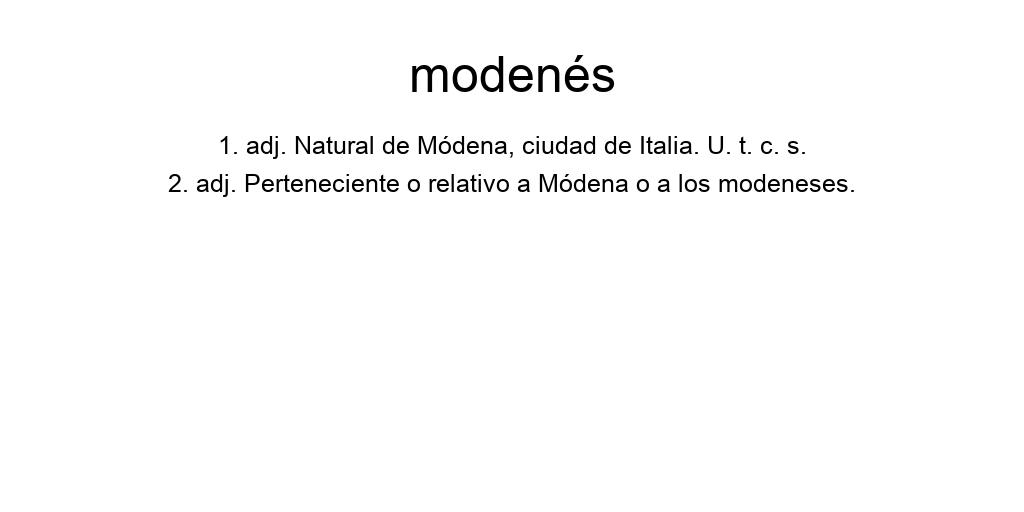 modenés
1. adj. Natural de Módena, ciudad de Italia. U. t. c. s.
2. adj. Perteneciente o relativo a Módena o a los modeneses.